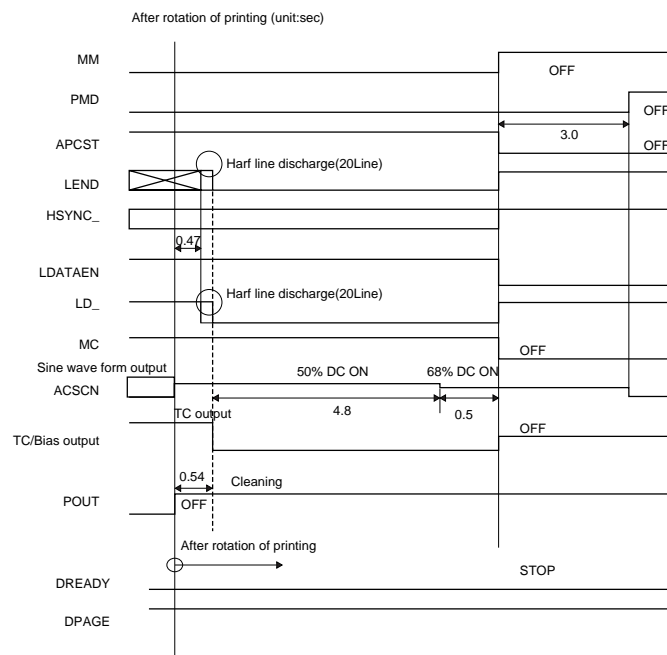 After rotation of printing (unit:sec)
MM
OFF
PMD
OFF
3.0
APCST
OFF
Harf line discharge(20Line)
LEND
HSYNC_
0.47
LDATAEN
Harf line discharge(20Line)
LD_
MC
OFF
Sine wave form output
50% DC ON
68% DC ON
ACSCN
4.8
0.5
TC output
OFF
TC/Bias output
0.54
Cleaning
POUT
OFF
After rotation of printing
STOP
DREADY
DPAGE